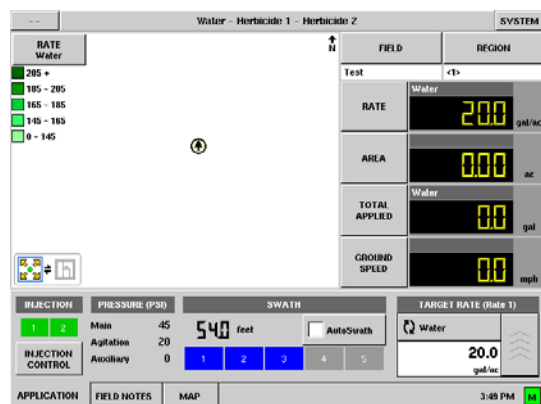 -- Water - Herbicide 1 - Herbicide 2 SYSTEM
RATE
Water
205 +
185 - 205
165 - 185
145 - 165
0 - 145
N
FIELD REGION
Test <1>
RATE Water 20.0 gal/ac
AREA 0.00 ac
TOTAL APPLIED Water 0.0 gal
GROUND SPEED 0.0 mph
h
INJECTION PRESSURE (PSI) SWATH TARGET RATE (Rate 1)
1 2 Main 45 54.0 feet AutoSwath Water
Agitation 20
INJECTION CONTROL Auxiliary 0 1 2 3 4 5 20.0
gal/ac
APPLICATION FIELD NOTES MAP 3:49 PM M